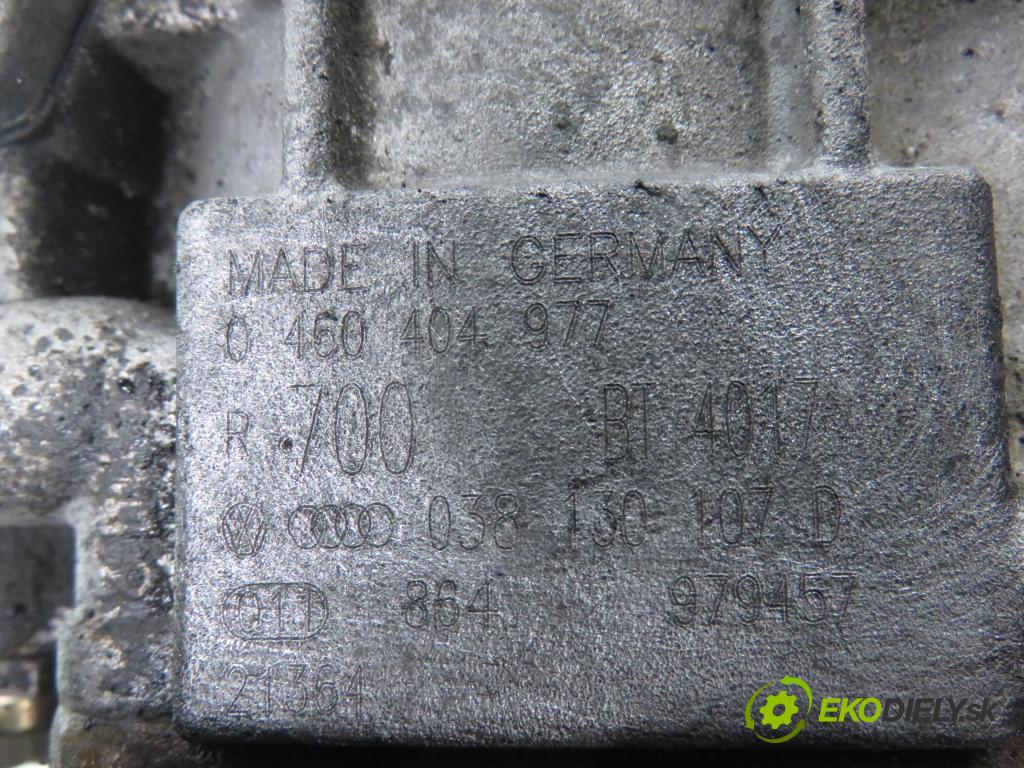 MADE IN GERMANY
0 460 404 977
R 700 BT 4017
VW 038 130 107 D
011 864 979457
21364
EKODIELY.sk